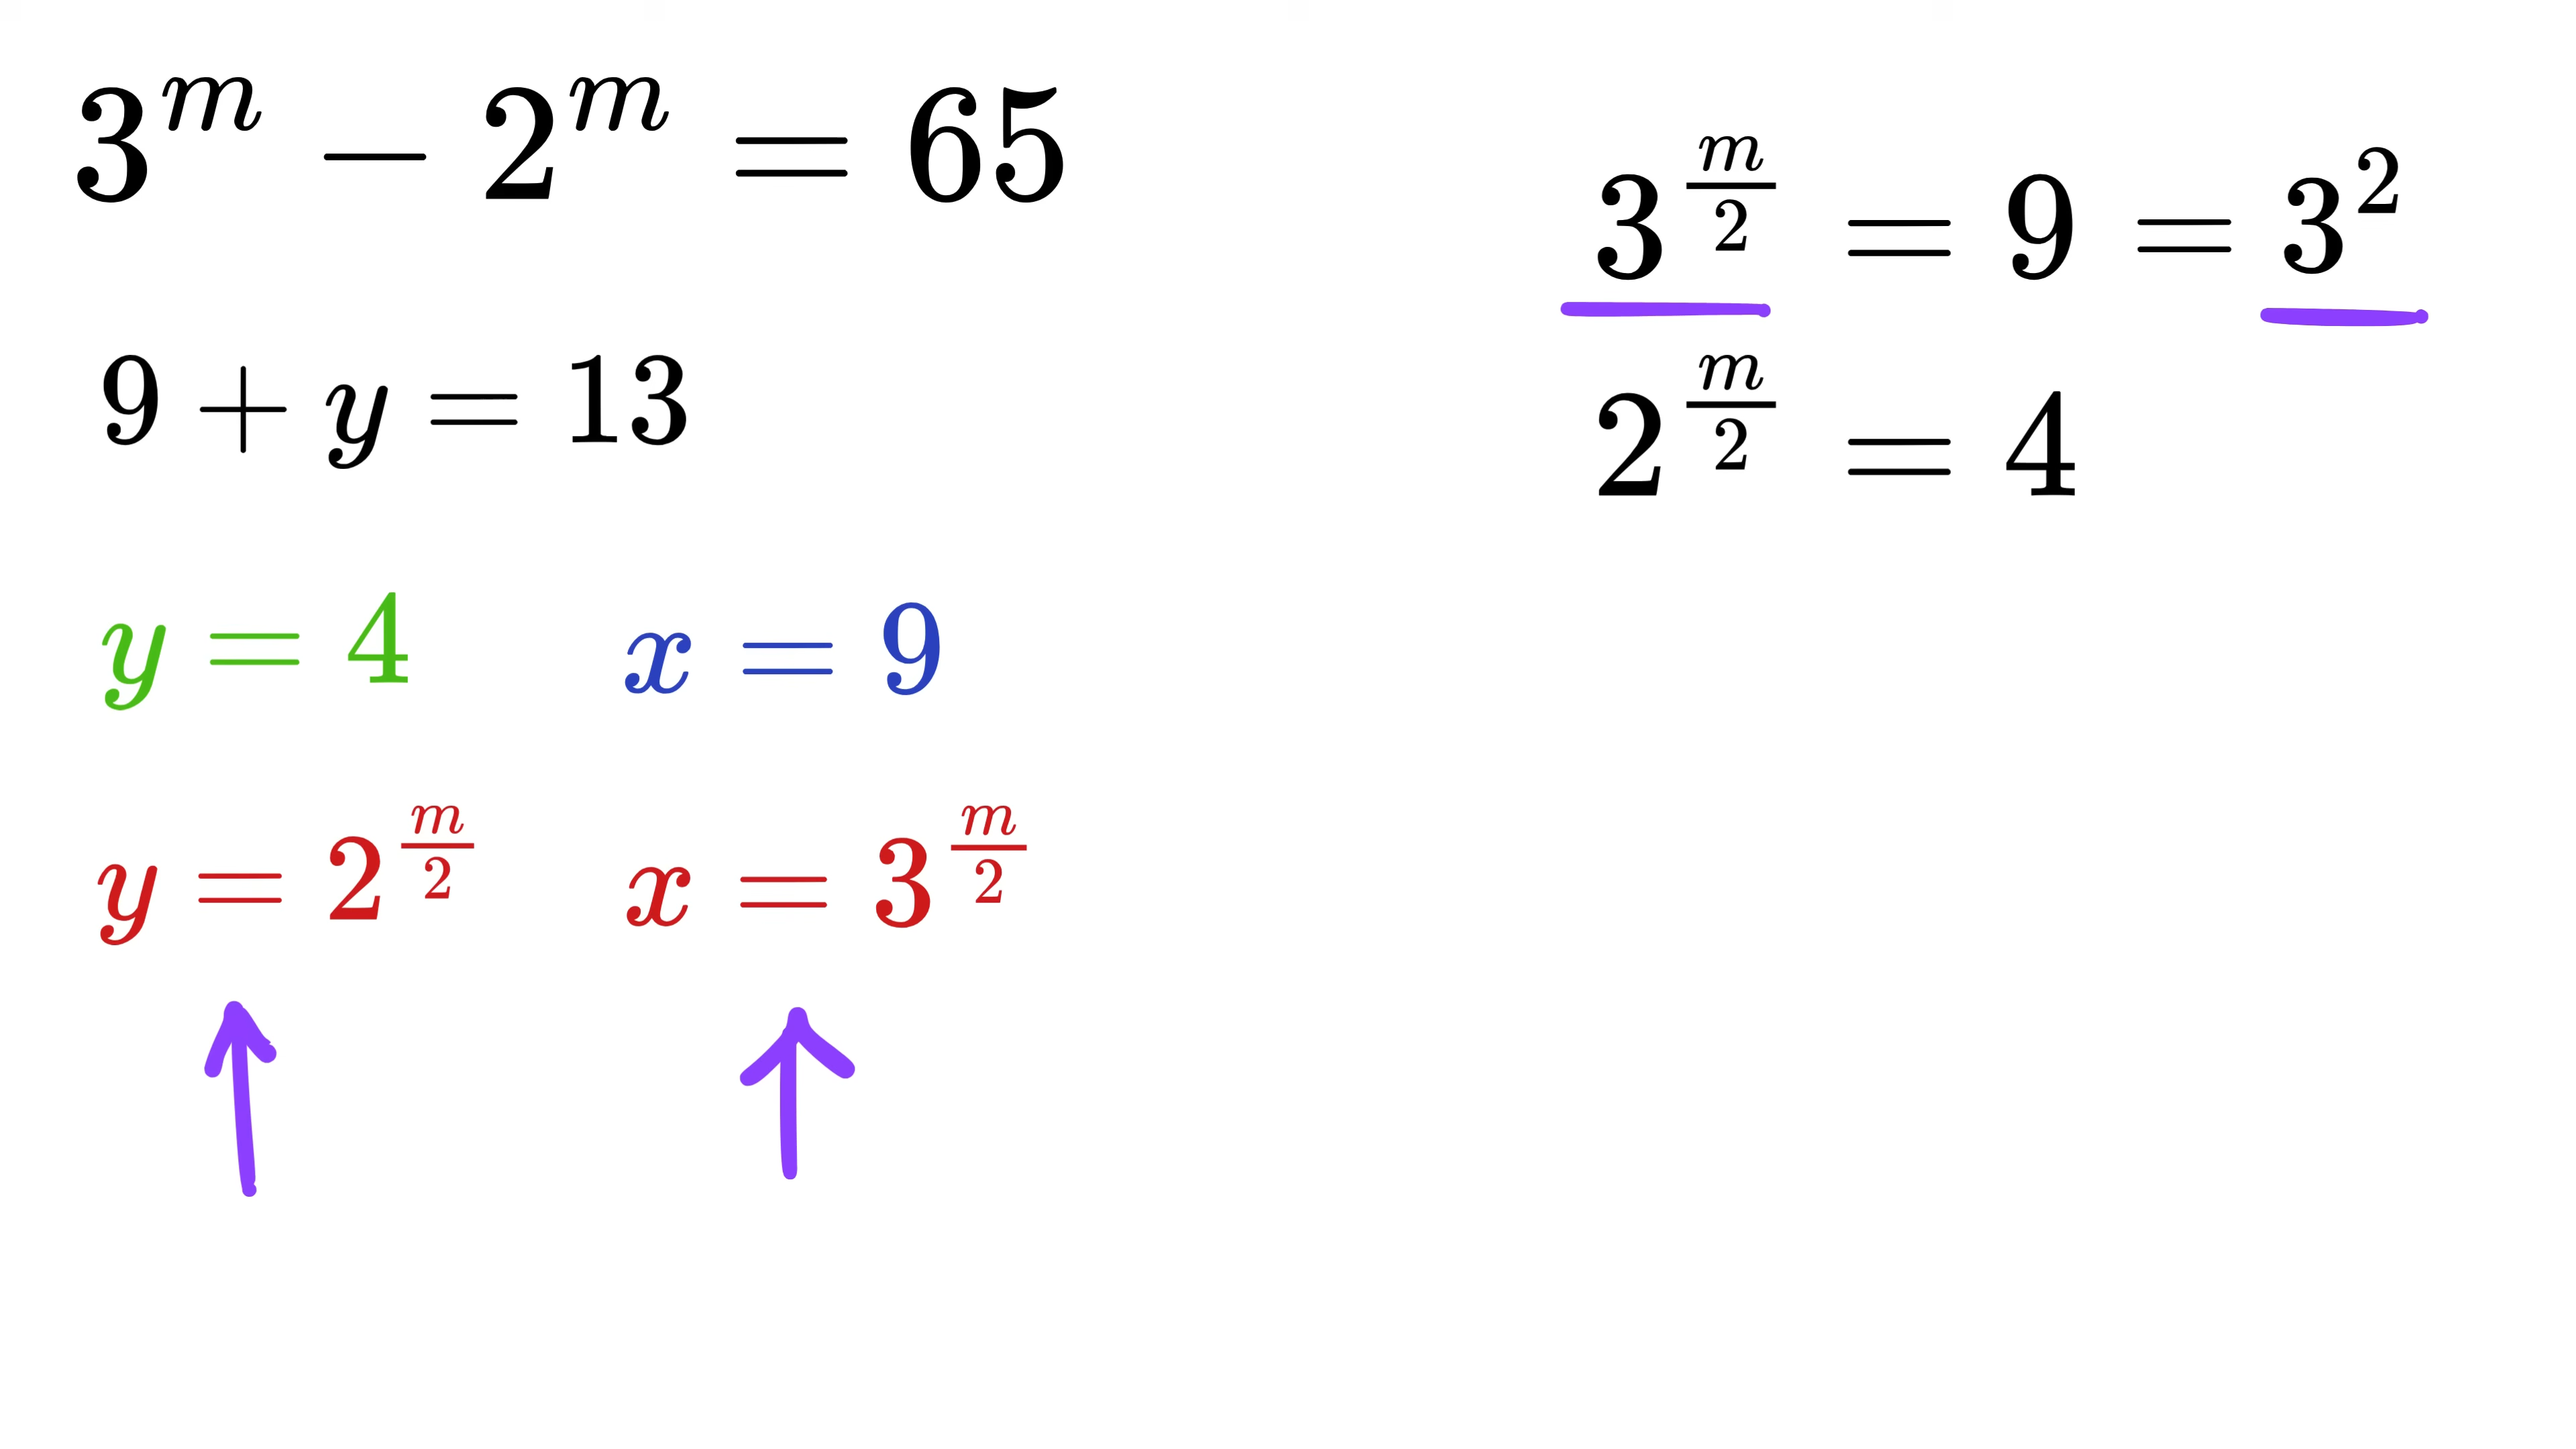 3^m − 2^m = 65
9 + y = 13
y = 4 x = 9
y = 2^{m/2} x = 3^{m/2}
3^{m/2} = 9 = 3^2
2^{m/2} = 4